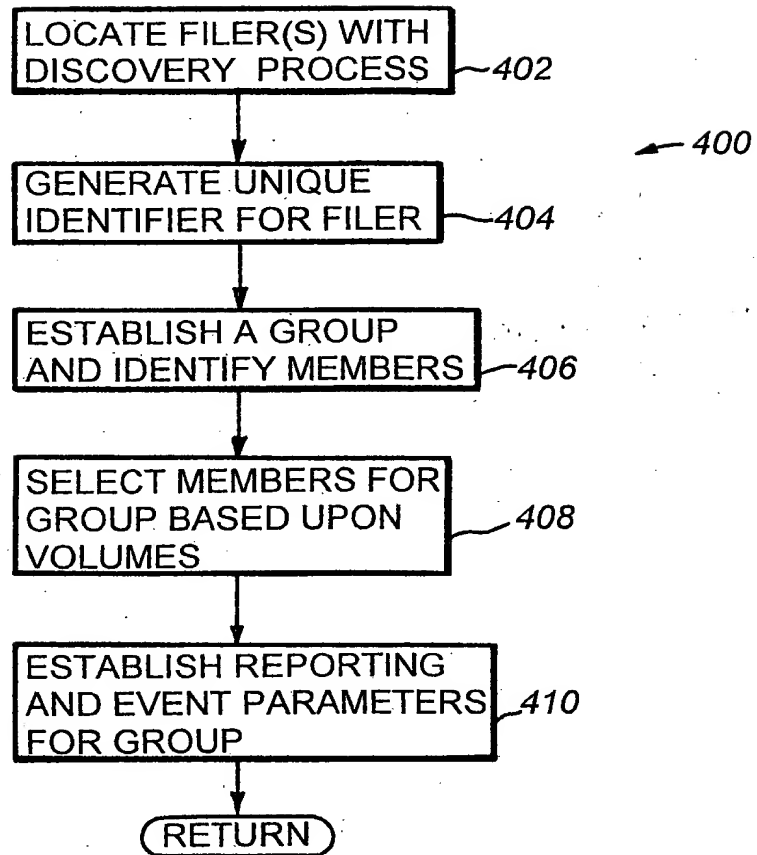 LOCATE FILER(S) WITH
DISCOVERY PROCESS
402
400
GENERATE UNIQUE
IDENTIFIER FOR FILER
404
ESTABLISH A GROUP
AND IDENTIFY MEMBERS
406
SELECT MEMBERS FOR
GROUP BASED UPON
VOLUMES
408
ESTABLISH REPORTING
AND EVENT PARAMETERS
FOR GROUP
410
RETURN